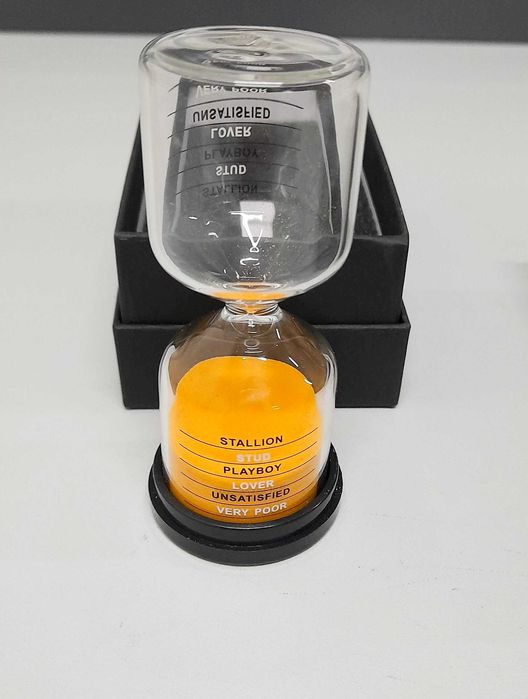 VERY POOR
UNSATISFIED
LOVER
PLAYBOY
STUD
STALLION
STALLION
STUD
PLAYBOY
LOVER
UNSATISFIED
VERY POOR